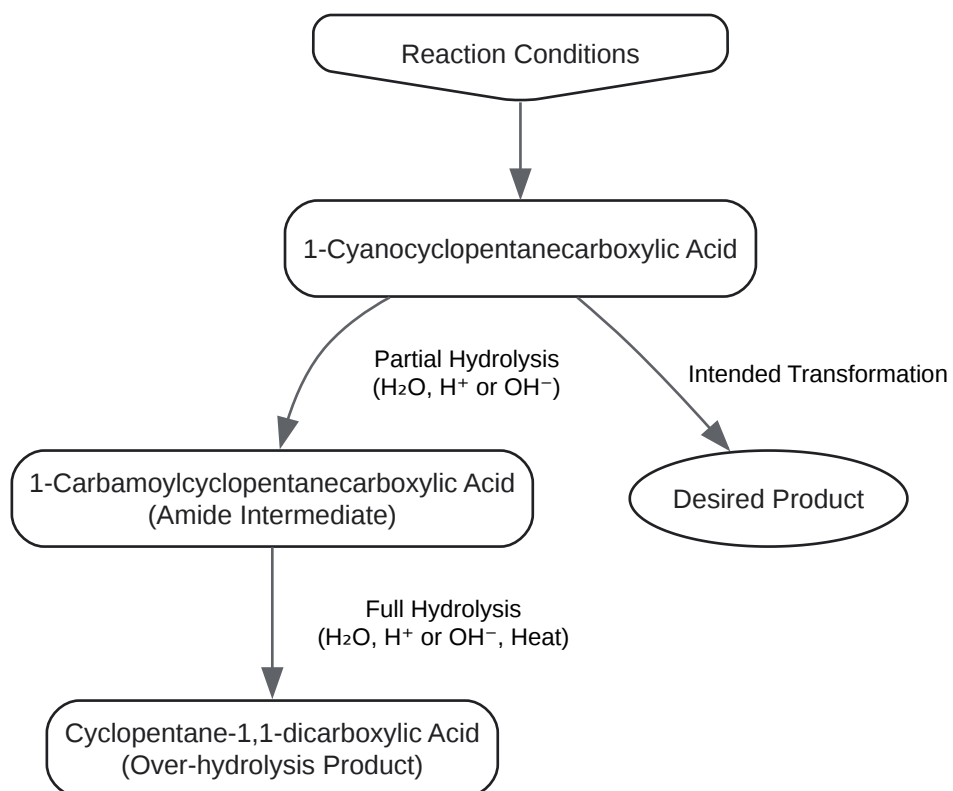 Reaction Conditions
1-Cyanocyclopentanecarboxylic Acid
Partial Hydrolysis
(H₂O, H⁺ or OH⁻)
Intended Transformation
1-Carbamoylcyclopentanecarboxylic Acid
(Amide Intermediate)
Desired Product
Full Hydrolysis
(H₂O, H⁺ or OH⁻, Heat)
Cyclopentane-1,1-dicarboxylic Acid
(Over-hydrolysis Product)